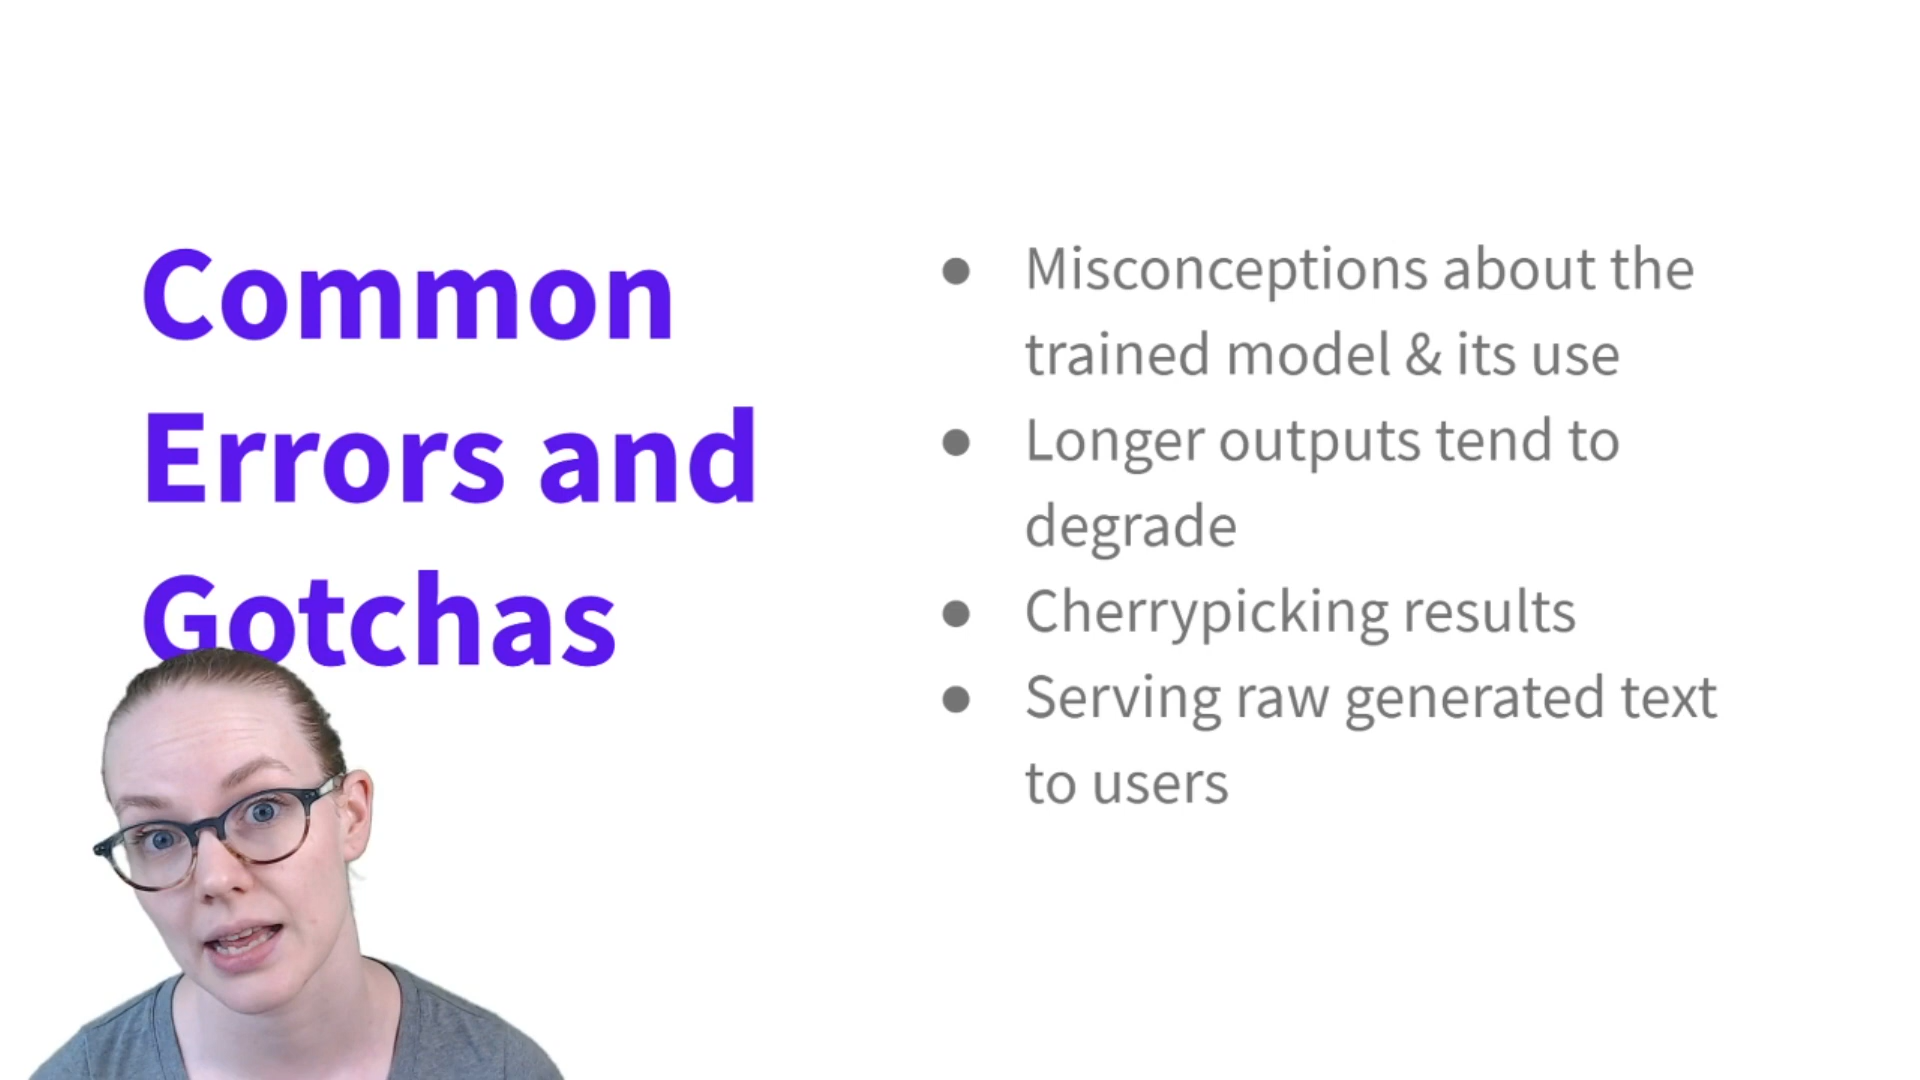 Common
Errors and
Gotchas
● Misconceptions about the
trained model & its use
● Longer outputs tend to
degrade
● Cherrypicking results
● Serving raw generated text
to users